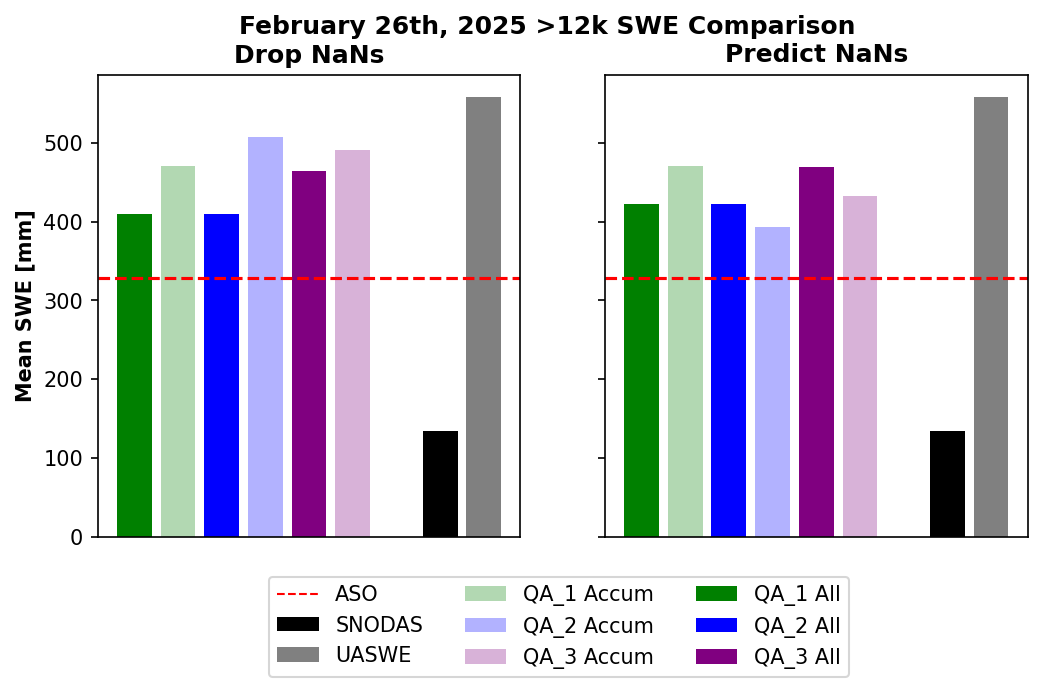 February 26th, 2025 >12k SWE Comparison
Drop NaNs
Predict NaNs
Mean SWE [mm]
500
400
300
200
100
0
ASO
SNODAS
UASWE
QA_1 Accum
QA_2 Accum
QA_3 Accum
QA_1 All
QA_2 All
QA_3 All